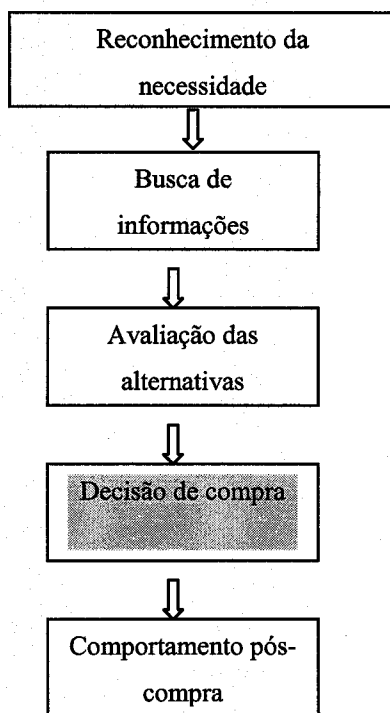 Reconhecimento da
necessidade
Busca de
informações
Avaliação das
alternativas
Decisão de compra
Comportamento pós-
compra